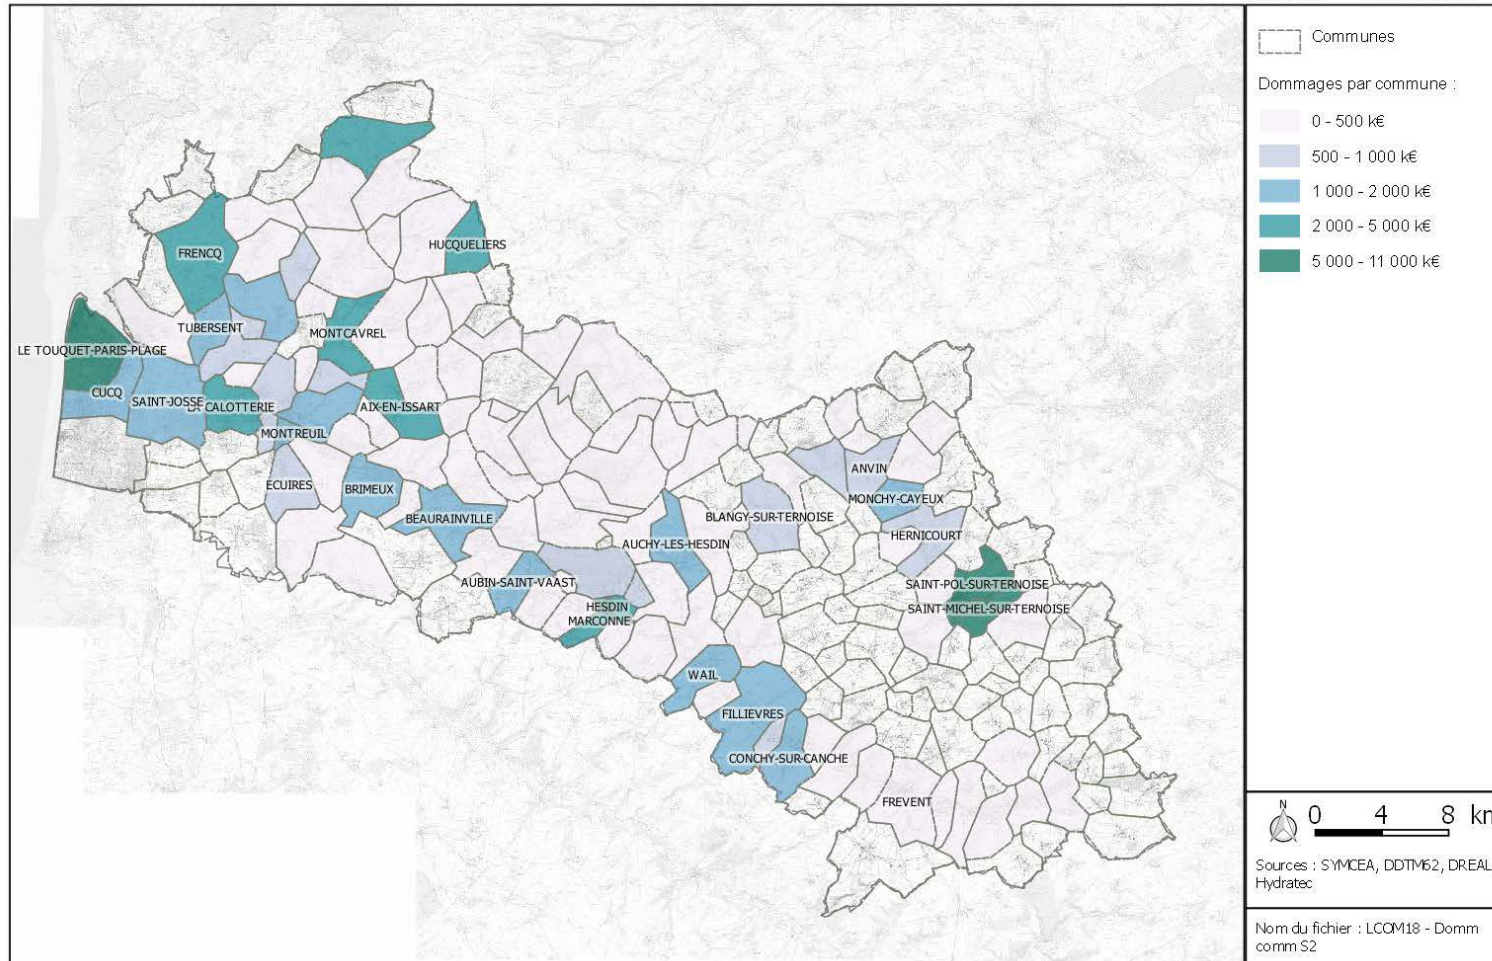 HUCQUELIERS
FRENCQ
TUBERSENT
MONTCAVREL
LE TOUQUET-PARIS-PLAGE
CUCQ
SAINT-JOSSE
CALOTTERIE
AIX-EN-ISSART
MONTREUIL
ECUIRES
BRIMEUX
BEAURAINVILLE
AUBIN-SAINT-VAAST
AUCHY-LES-HESDIN
BLANGY-SUR-TERNOISE
ANVIN
MONCHY-CAYEUX
HERNICOURT
SAINT-POL-SUR-TERNOISE
SAINT-MICHEL-SUR-TERNOISE
HESDIN
MARCONNE
WAIL
FILLIEVRES
CONCHY-SUR-CANCHE
FREVENT
Communes
Dommages par commune :
0 - 500 k€
500 - 1 000 k€
1 000 - 2 000 k€
2 000 - 5 000 k€
5 000 - 11 000 k€
N
0 4 8 km
Sources : SYMCEA, DDTM62, DREAL
Hydratec
Nom du fichier : LCOM18 - Domm
comm S2